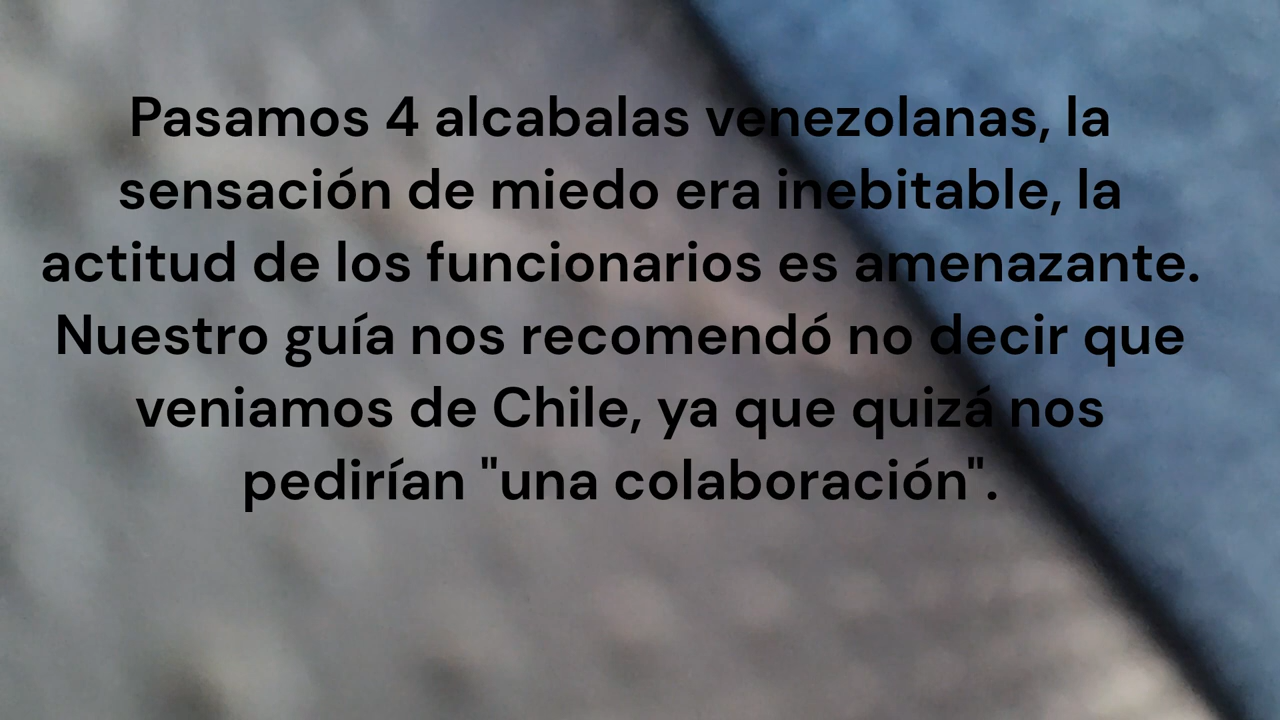 Pasamos 4 alcabalas venezolanas, la
sensación de miedo era inebitable, la
actitud de los funcionarios es amenazante.
Nuestro guía nos recomendó no decir que
veniamos de Chile, ya que quizá nos
pedirían "una colaboración".